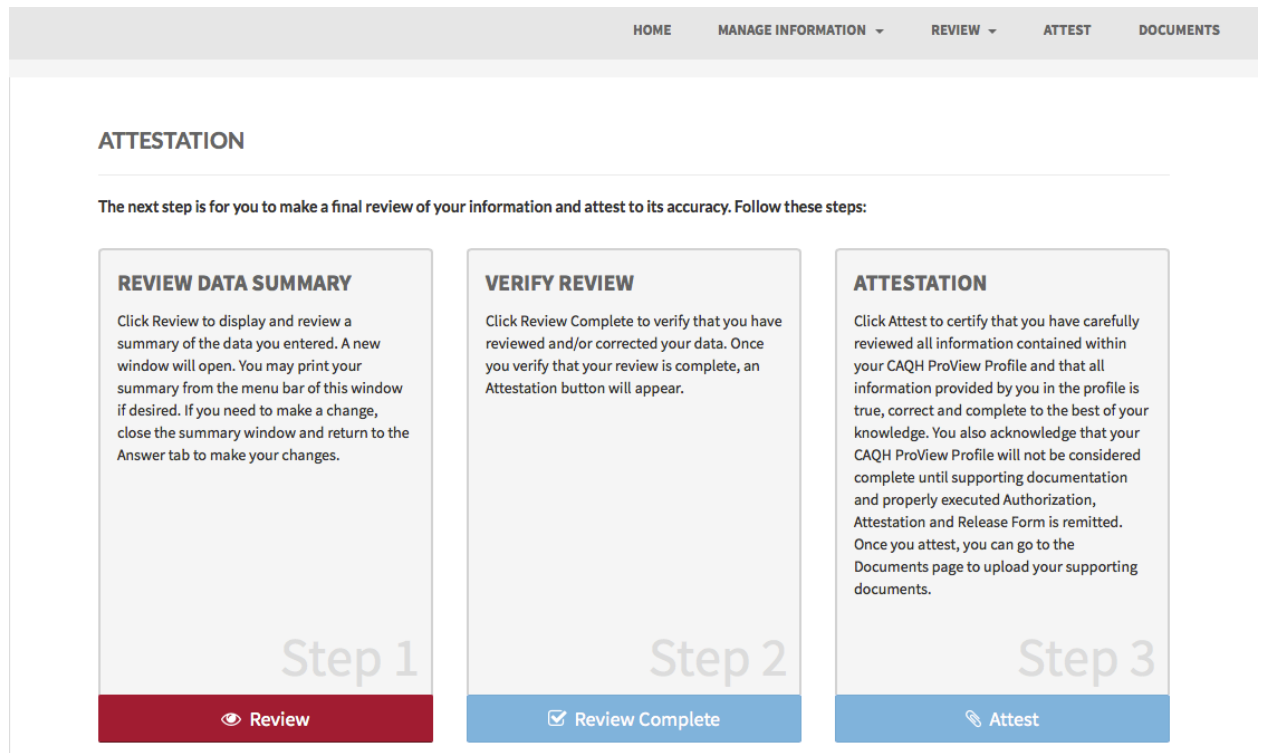 HOME MANAGE INFORMATION REVIEW ATTEST DOCUMENTS
ATTESTATION
The next step is for you to make a final review of your information and attest to its accuracy. Follow these steps:
REVIEW DATA SUMMARY
Click Review to display and review a
summary of the data you entered. A new
window will open. You may print your
summary from the menu bar of this window
if desired. If you need to make a change,
close the summary window and return to the
Answer tab to make your changes.
Step 1
Review
VERIFY REVIEW
Click Review Complete to verify that you have
reviewed and/or corrected your data. Once
you verify that your review is complete, an
Attestation button will appear.
Step 2
Review Complete
ATTESTATION
Click Attest to certify that you have carefully
reviewed all information contained within
your CAQH ProView Profile and that all
information provided by you in the profile is
true, correct and complete to the best of your
knowledge. You also acknowledge that your
CAQH ProView Profile will not be considered
complete until supporting documentation
and properly executed Authorization,
Attestation and Release Form is remitted.
Once you attest, you can go to the
Documents page to upload your supporting
documents.
Step 3
Attest